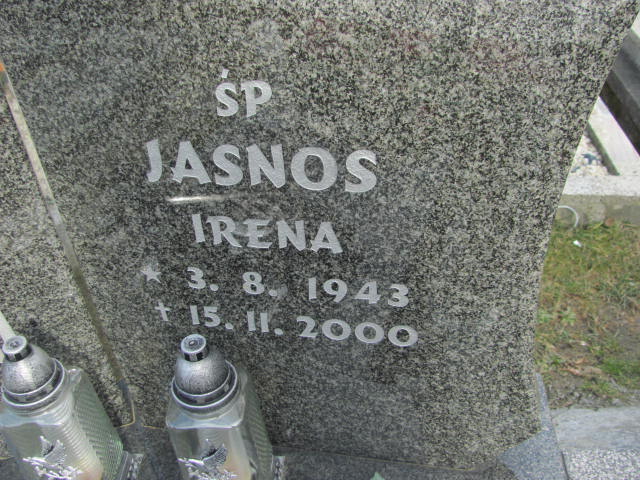 ŚP
JASNOS
IRENA
* 3. 8. 1943
+ 15. 11. 2000